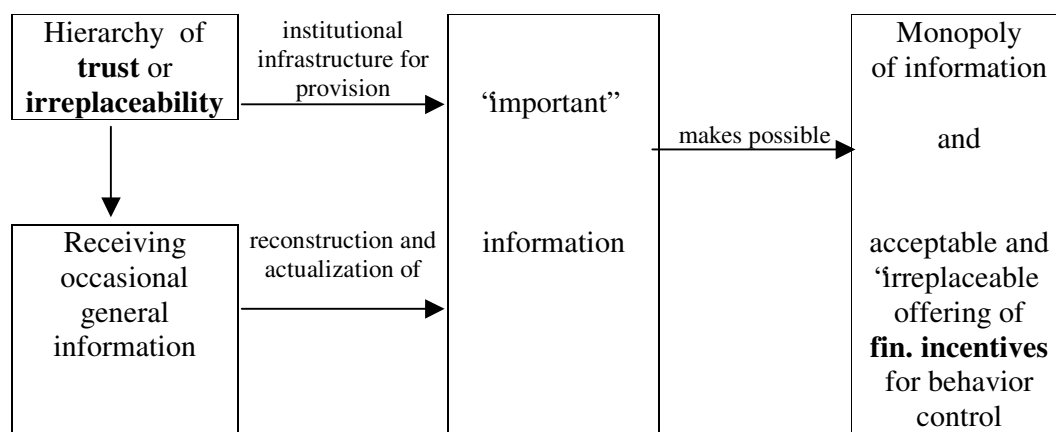 Hierarchy of
trust or
irreplaceability
institutional
infrastructure for
provision
Receiving
occasional
general
information
reconstruction and
actualization of
“important”
information
makes possible
Monopoly
of information
and
acceptable and
“irreplaceable
offering of
fin. incentives
for behavior
control